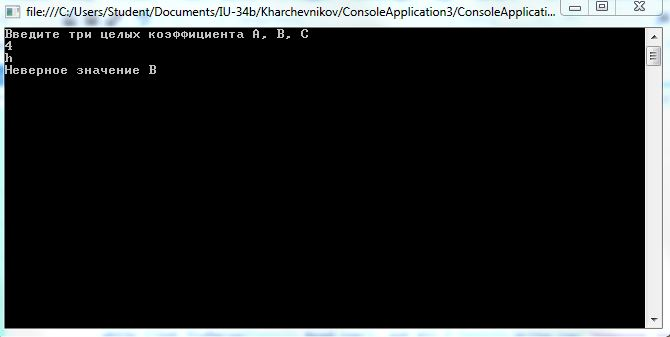 file:///C:/Users/Student/Documents/IU-34b/Kharchevnikov/ConsoleApplication3/ConsoleApplicati...
Введите три целых коэффициента A, B, C
4
h
Неверное значение B